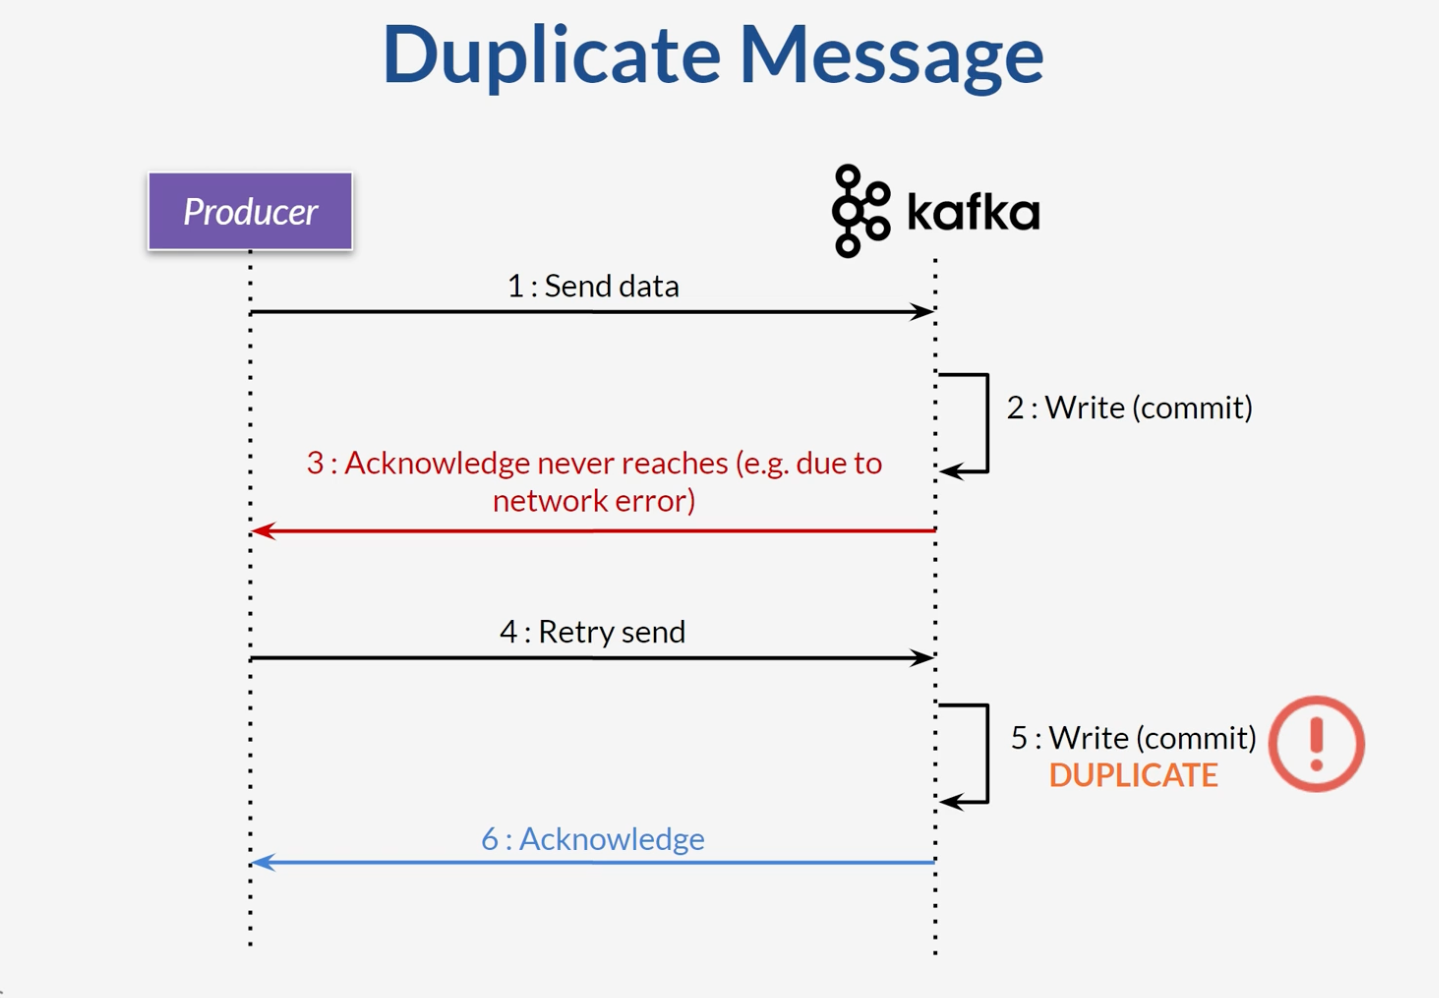 Duplicate Message
Producer
kafka
1 : Send data
2 : Write (commit)
3 : Acknowledge never reaches (e.g. due to
network error)
4 : Retry send
5 : Write (commit)
DUPLICATE
6 : Acknowledge